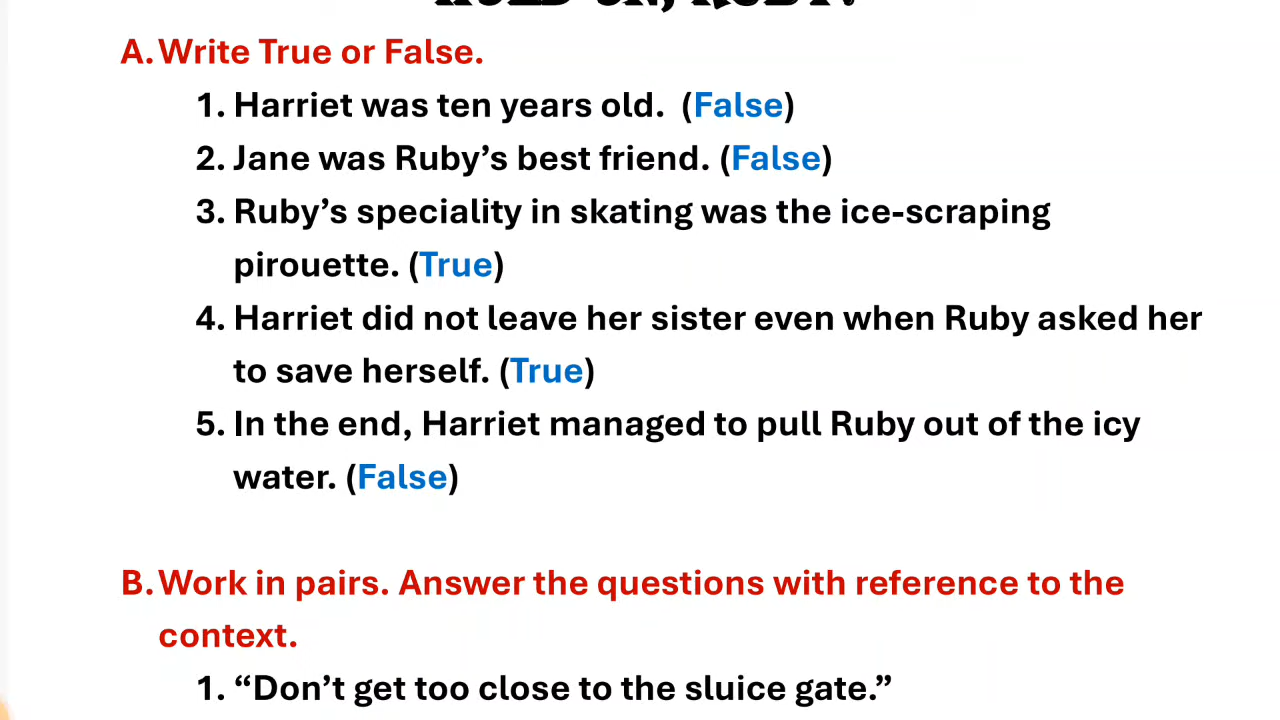 HOLD ON, RUBY!
A. Write True or False.
1. Harriet was ten years old. (False)
2. Jane was Ruby’s best friend. (False)
3. Ruby’s speciality in skating was the ice-scraping
pirouette. (True)
4. Harriet did not leave her sister even when Ruby asked her
to save herself. (True)
5. In the end, Harriet managed to pull Ruby out of the icy
water. (False)
B. Work in pairs. Answer the questions with reference to the
context.
1. “Don’t get too close to the sluice gate.”